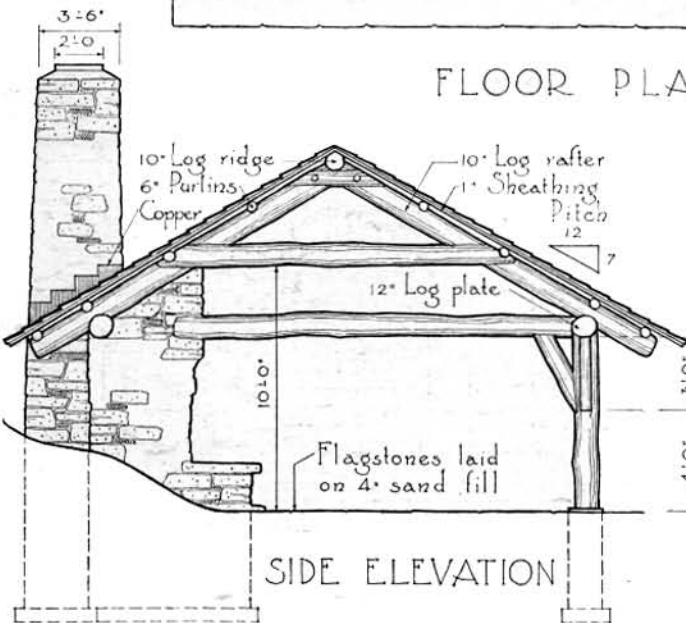 3'-6"
2'-0
FLOOR PLA
10" Log ridge
6" Purlins
Copper
10" Log rafter
1" Sheathing
Pitch
12
7
12" Log plate
10'-0"
Flagstones laid
on 4" sand fill
SIDE ELEVATION